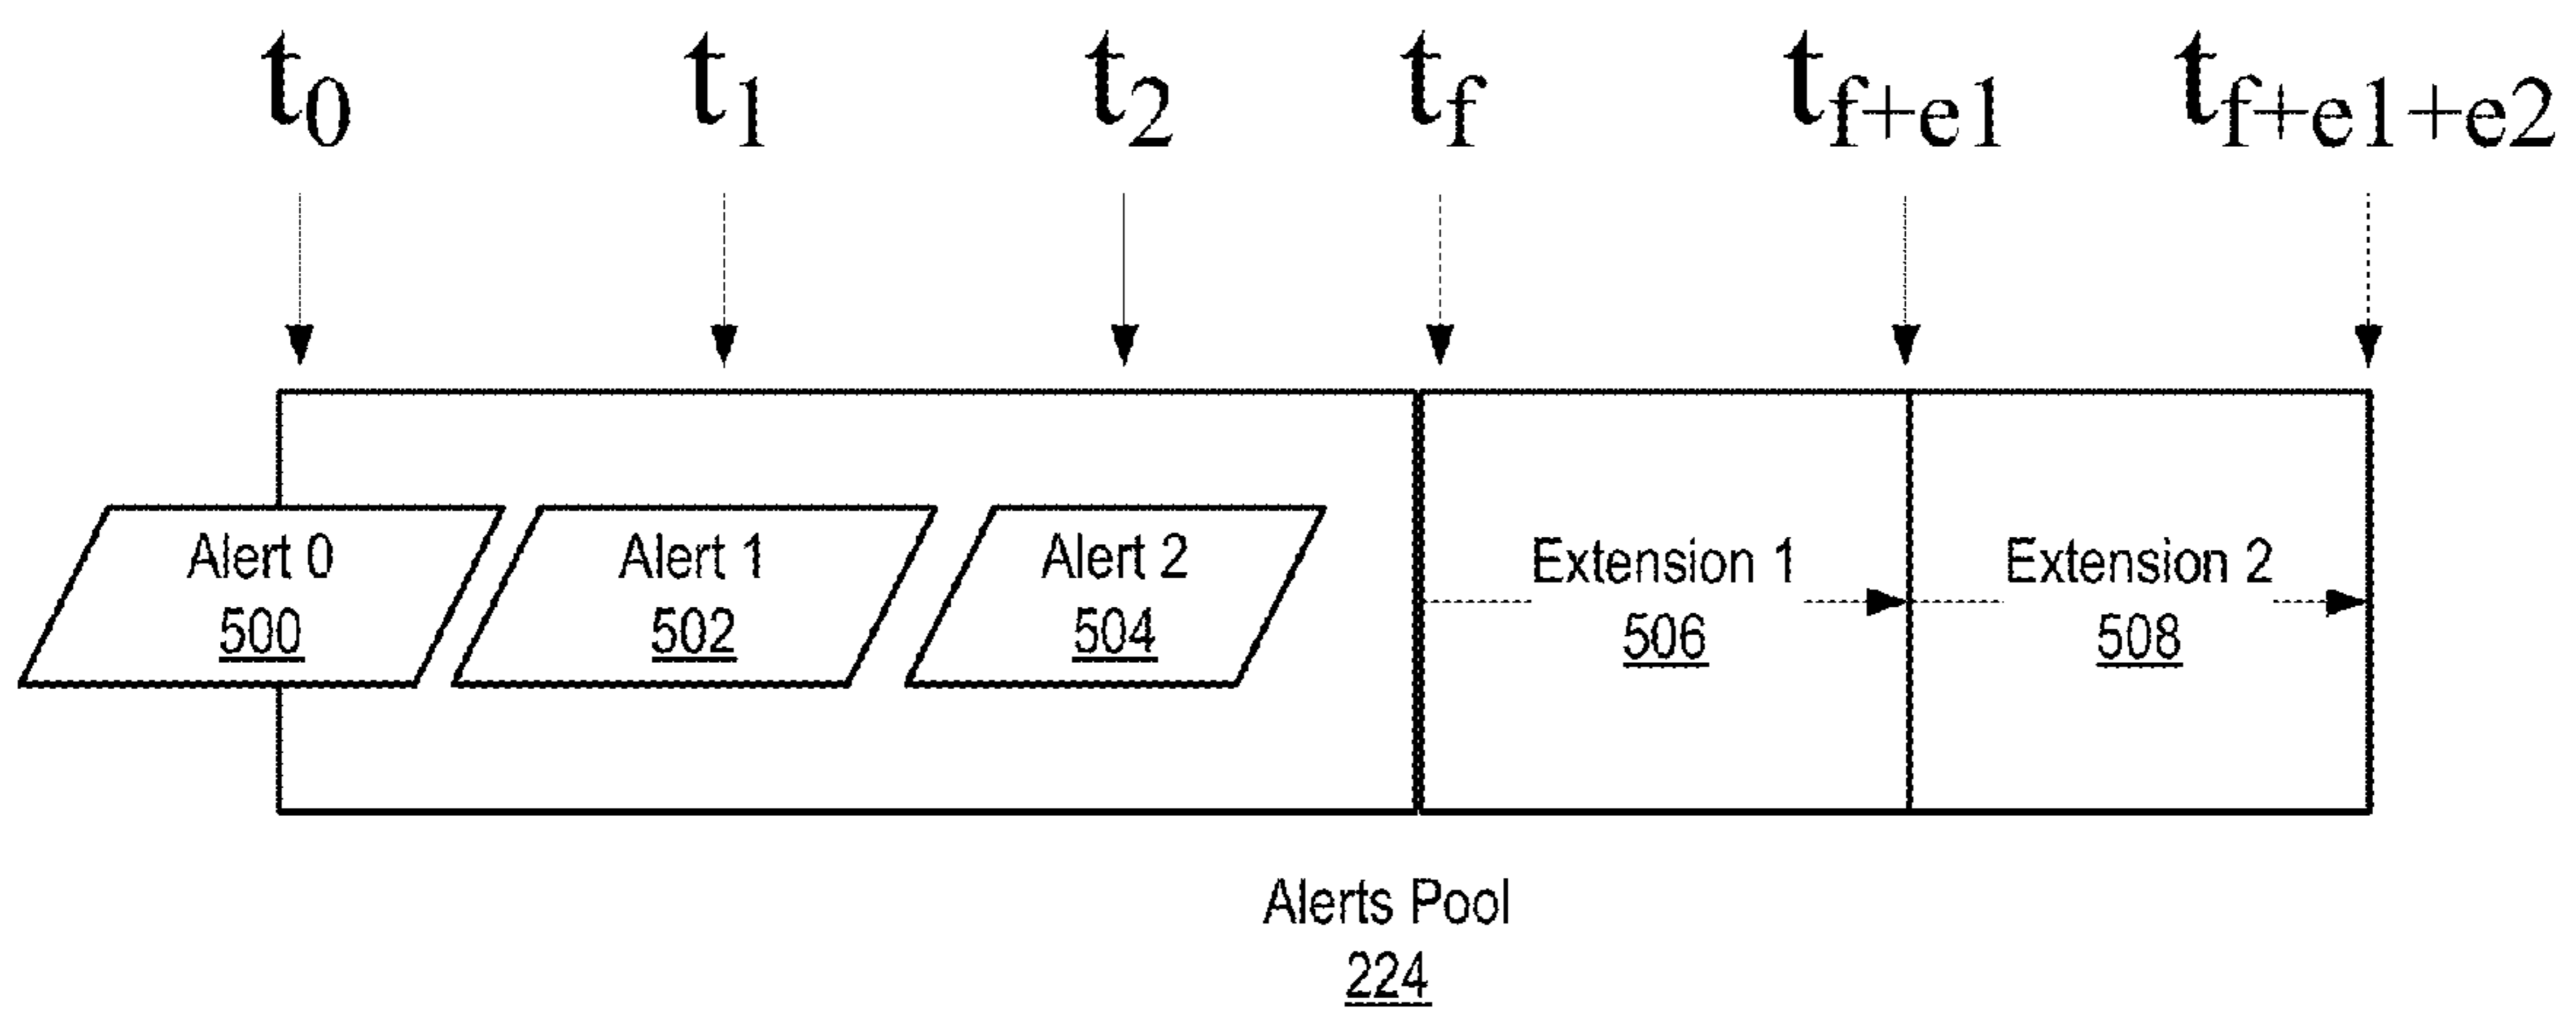 t0 t1 t2 tf tf+e1 tf+e1+e2
Alert 0 Alert 1 Alert 2 Extension 1 Extension 2
500 502 504 506 508
Alerts Pool
224